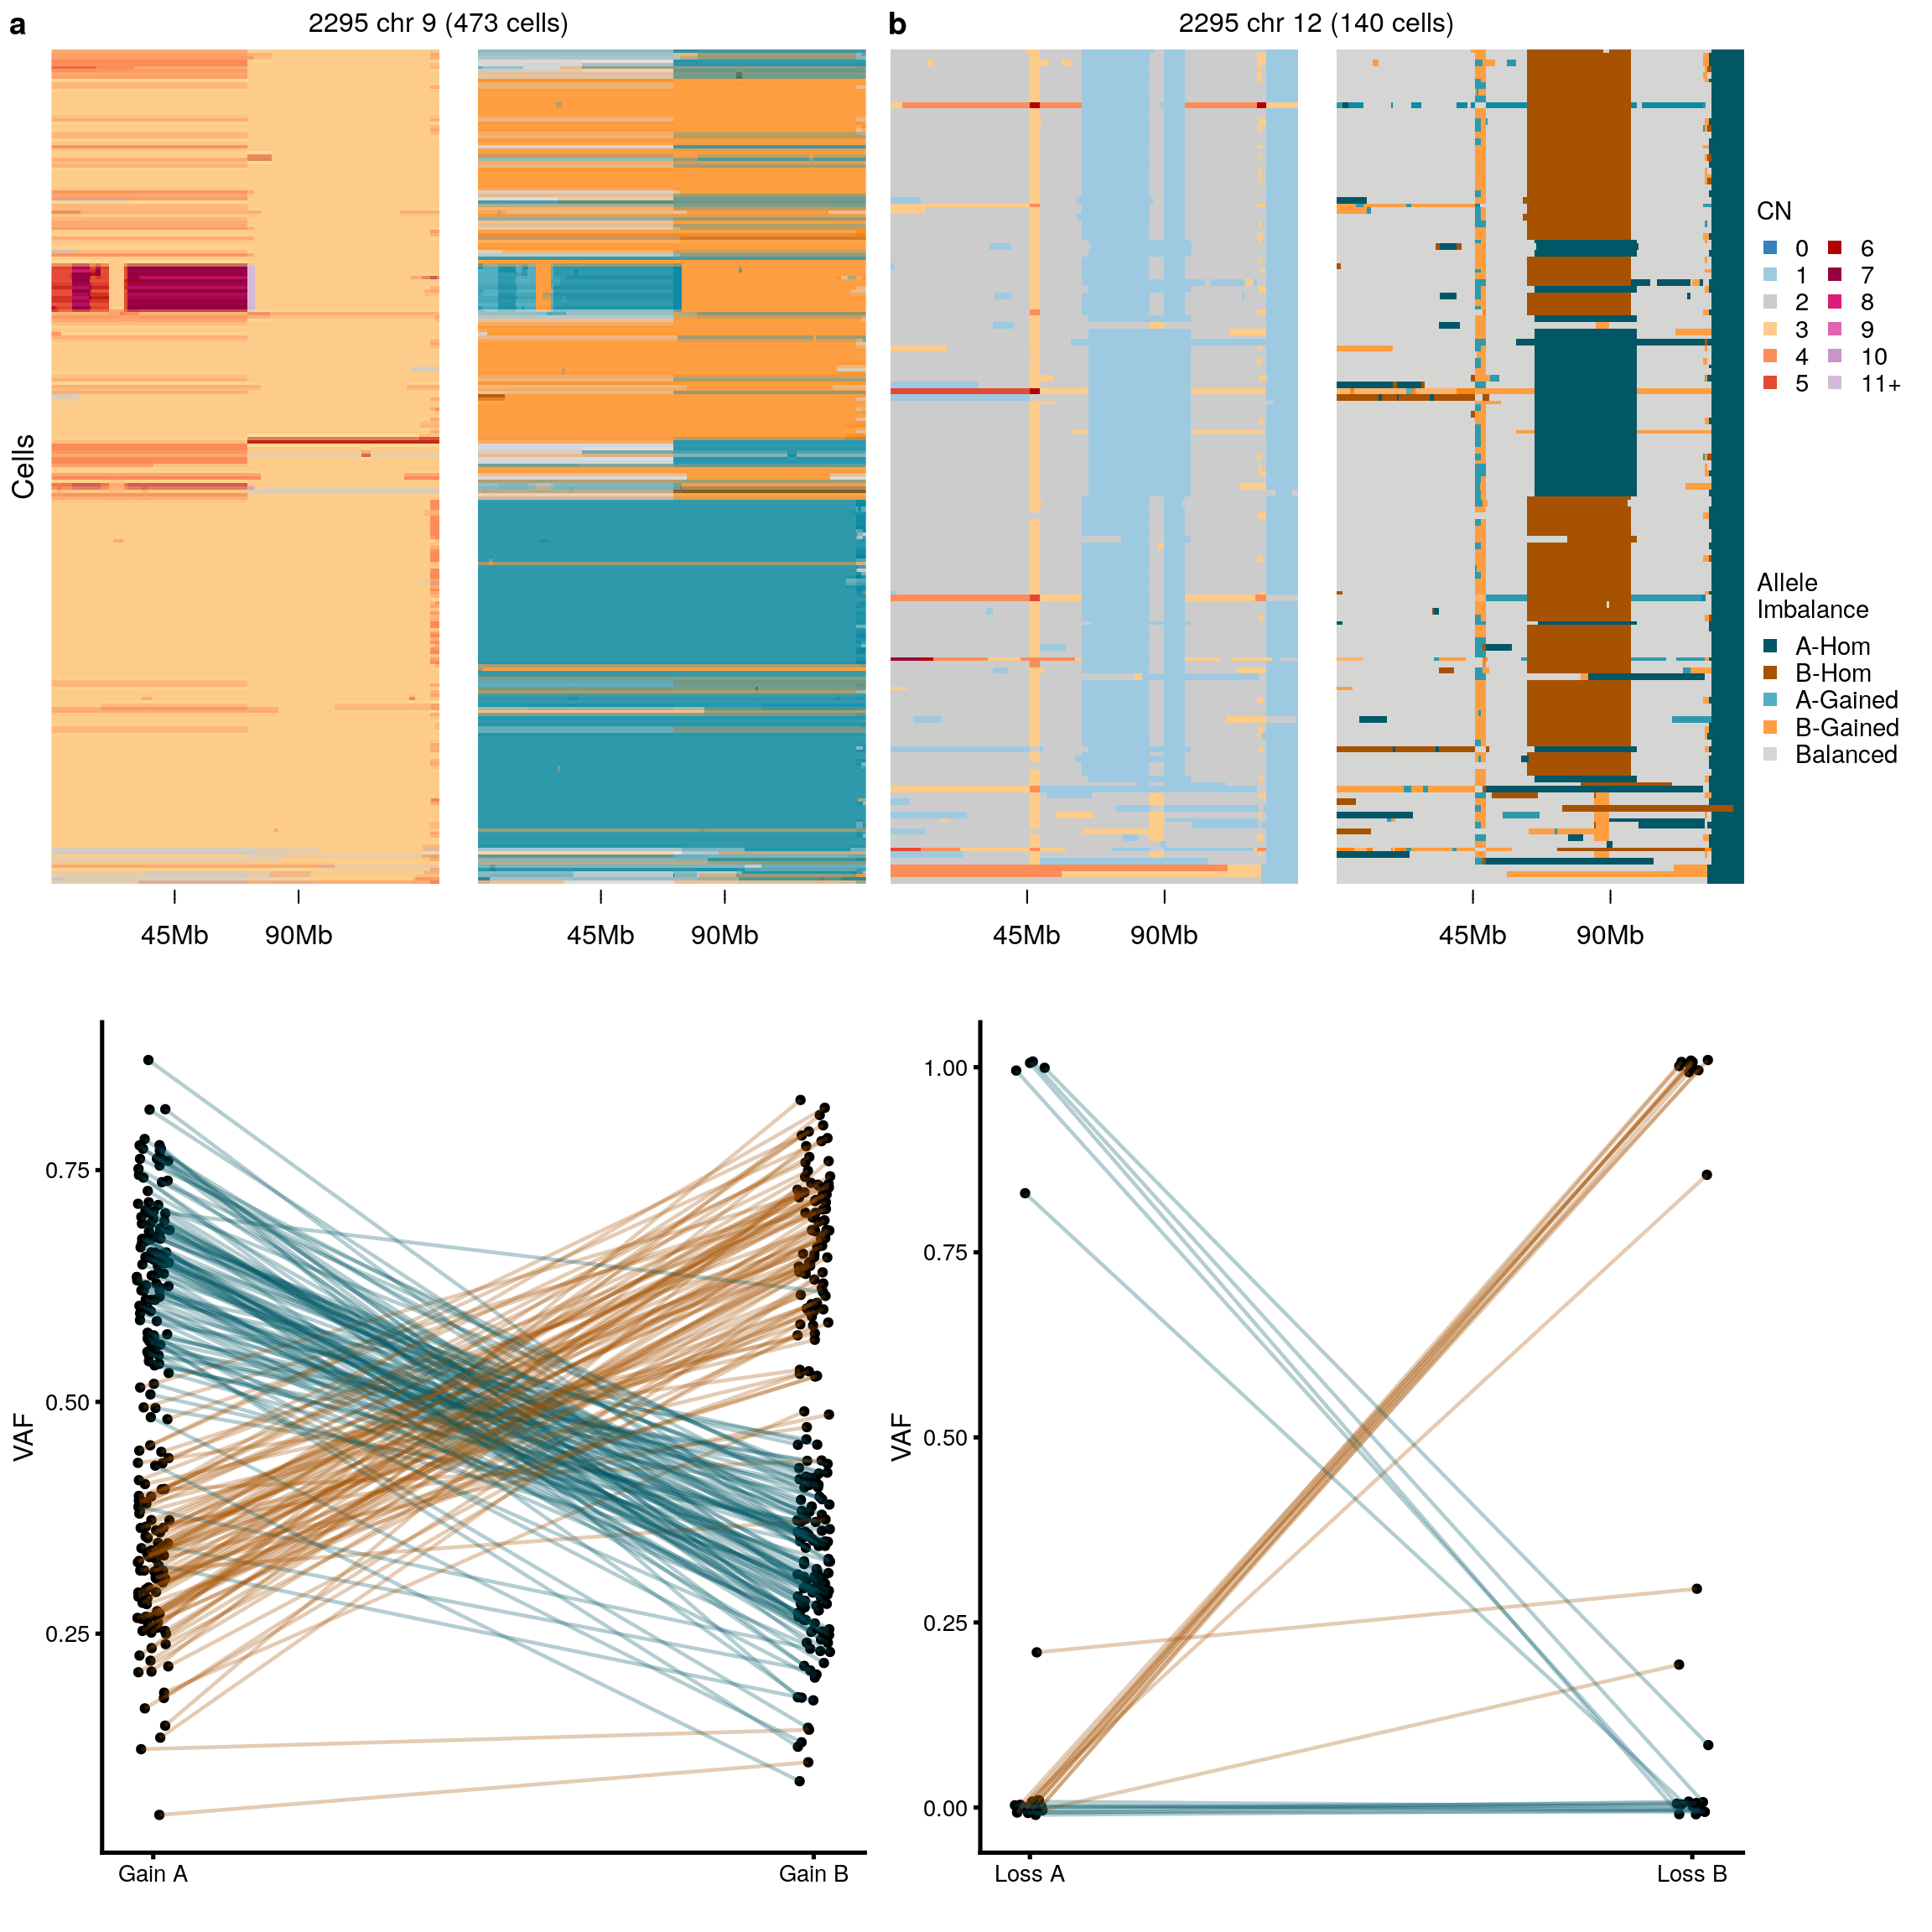 a
2295 chr 9 (473 cells)
b
2295 chr 12 (140 cells)
Cells
45Mb
90Mb
45Mb
90Mb
45Mb
90Mb
45Mb
90Mb
CN
0 6
1 7
2 8
3 9
4 10
5 11+
Allele
Imbalance
A-Hom
B-Hom
A-Gained
B-Gained
Balanced
VAF
0.75
0.50
0.25
Gain A
Gain B
VAF
1.00
0.75
0.50
0.25
0.00
Loss A
Loss B